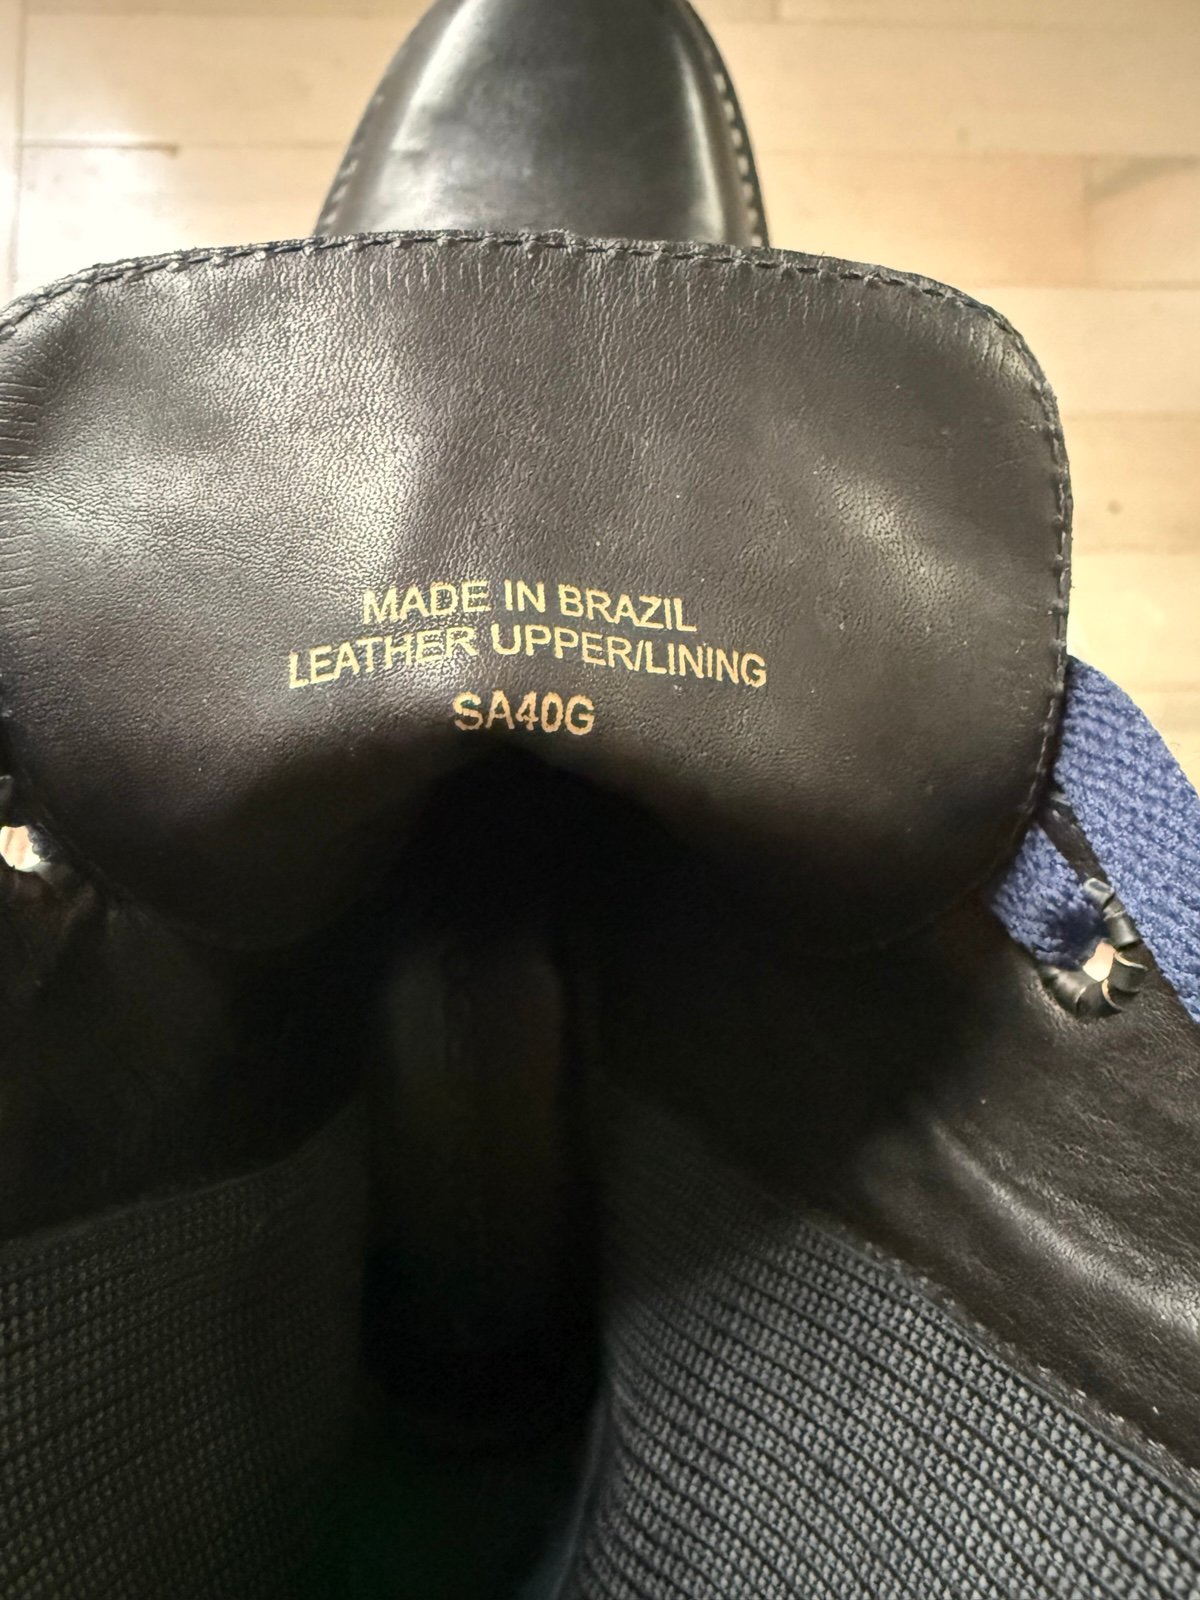 MADE IN BRAZIL
LEATHER UPPER/LINING
SA40G